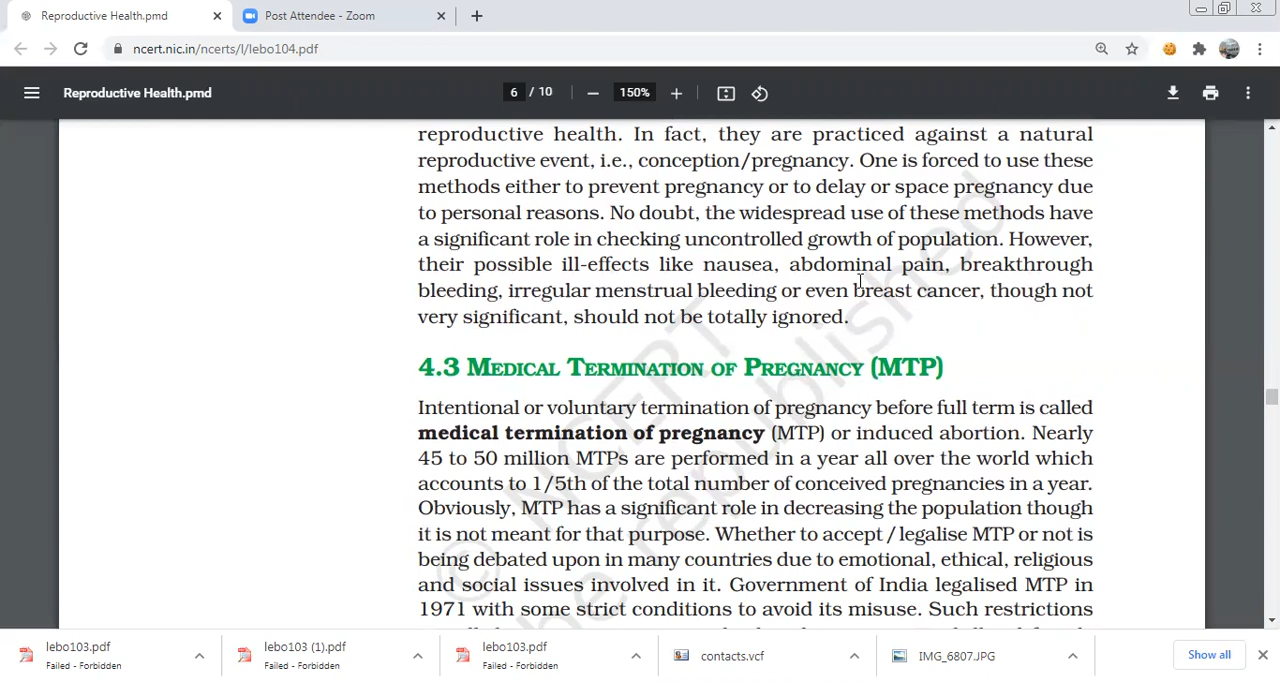 Reproductive Health.pmd
Post Attendee - Zoom
ncert.nic.in/ncerts/l/lebo104.pdf
Reproductive Health.pmd
6 / 10
150%
reproductive health. In fact, they are practiced against a natural
reproductive event, i.e., conception/pregnancy. One is forced to use these
methods either to prevent pregnancy or to delay or space pregnancy due
to personal reasons. No doubt, the widespread use of these methods have
a significant role in checking uncontrolled growth of population. However,
their possible ill-effects like nausea, abdominal pain, breakthrough
bleeding, irregular menstrual bleeding or even breast cancer, though not
very significant, should not be totally ignored.
4.3 MEDICAL TERMINATION OF PREGNANCY (MTP)
Intentional or voluntary termination of pregnancy before full term is called
medical termination of pregnancy (MTP) or induced abortion. Nearly
45 to 50 million MTPs are performed in a year all over the world which
accounts to 1/5th of the total number of conceived pregnancies in a year.
Obviously, MTP has a significant role in decreasing the population though
it is not meant for that purpose. Whether to accept / legalise MTP or not is
being debated upon in many countries due to emotional, ethical, religious
and social issues involved in it. Government of India legalised MTP in
1971 with some strict conditions to avoid its misuse. Such restrictions
© NCERT
be republished
lebo103.pdf
Failed - Forbidden
lebo103 (1).pdf
Failed - Forbidden
lebo103.pdf
Failed - Forbidden
contacts.vcf
IMG_6807.JPG
Show all